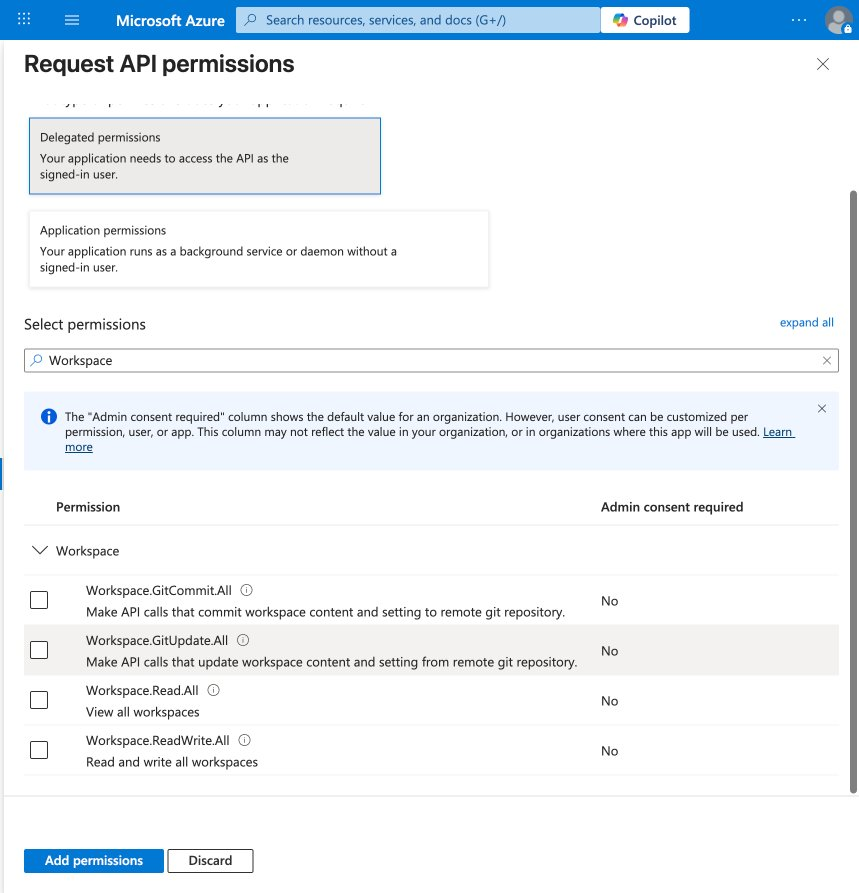 Microsoft Azure
Search resources, services, and docs (G+/)
Copilot
Request API permissions
Delegated permissions
Your application needs to access the API as the
signed-in user.
Application permissions
Your application runs as a background service or daemon without a
signed-in user.
Select permissions
expand all
Workspace
The "Admin consent required" column shows the default value for an organization. However, user consent can be customized per
permission, user, or app. This column may not reflect the value in your organization, or in organizations where this app will be used. Learn
more
Permission
Admin consent required
Workspace
Workspace.GitCommit.All
Make API calls that commit workspace content and setting to remote git repository.
No
Workspace.GitUpdate.All
Make API calls that update workspace content and setting from remote git repository.
No
Workspace.Read.All
View all workspaces
No
Workspace.ReadWrite.All
Read and write all workspaces
No
Add permissions
Discard